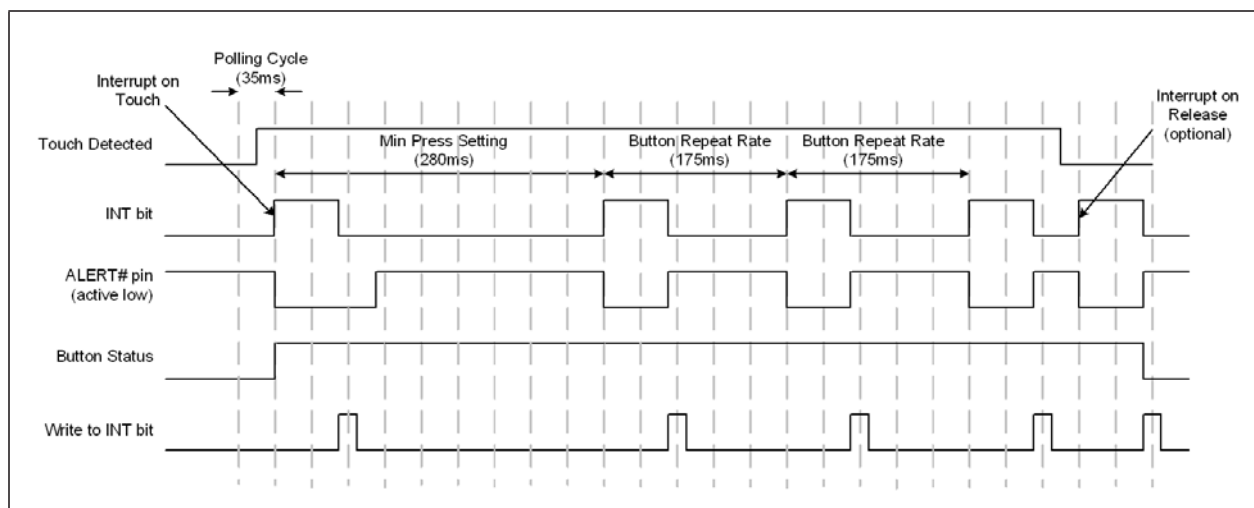 Polling Cycle
(35ms)
Interrupt on
Touch
Interrupt on
Release
(optional)
Touch Detected
Min Press Setting
(280ms)
Button Repeat Rate
(175ms)
Button Repeat Rate
(175ms)
INT bit
ALERT# pin
(active low)
Button Status
Write to INT bit